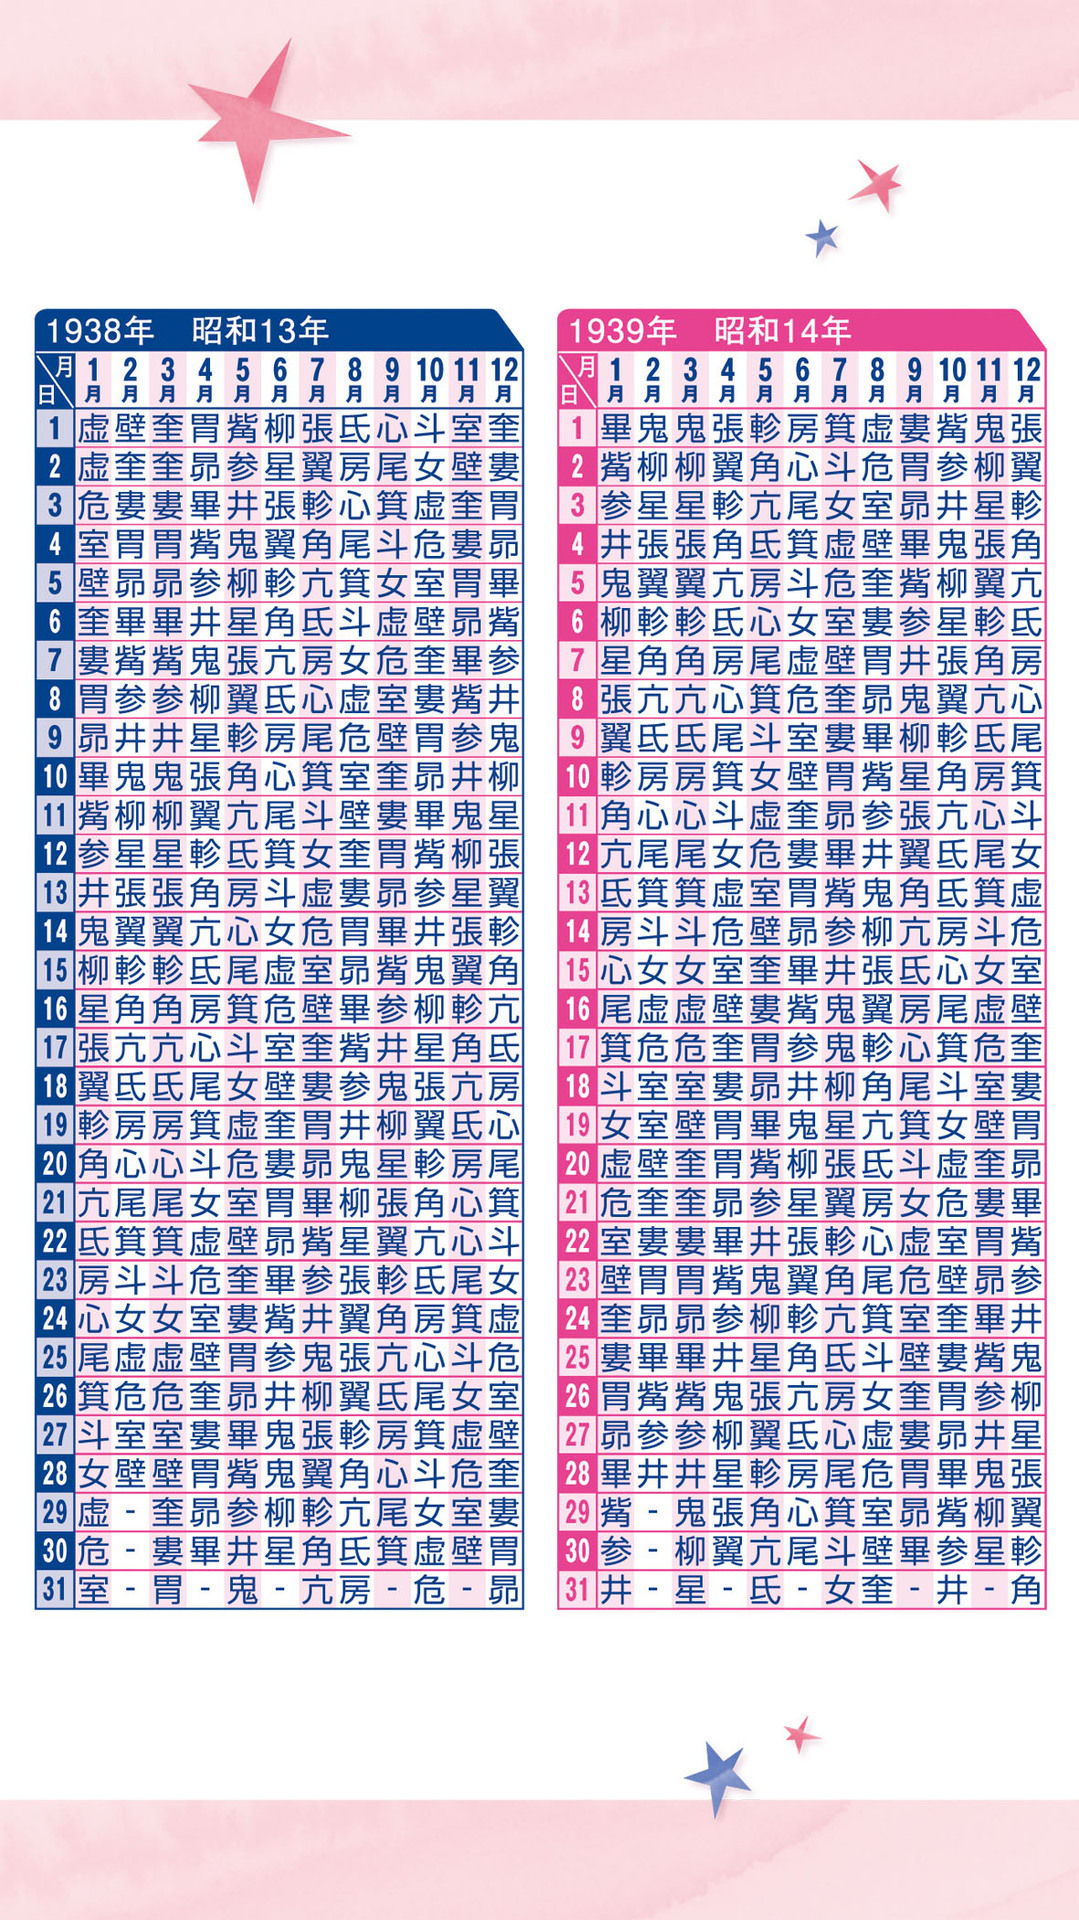 1938年 昭和13年
月 日 1月 2月 3月 4月 5月 6月 7月 8月 9月 10月 11月 12月
1 虚 壁 奎 胃 觜 柳 張 氐 心 斗 室 奎
2 虚 奎 奎 昴 参 星 翼 房 尾 女 壁 婁
3 危 婁 婁 畢 井 張 軫 心 箕 虚 奎 胃
4 室 胃 胃 觜 鬼 翼 角 尾 斗 危 婁 昴
5 壁 昴 昴 参 柳 軫 亢 箕 女 室 胃 畢
6 奎 畢 畢 井 星 角 氐 斗 虚 壁 昴 觜
7 婁 觜 觜 鬼 張 亢 房 女 危 奎 畢 参
8 胃 参 参 柳 翼 氐 心 虚 室 婁 觜 井
9 昴 井 井 星 軫 房 尾 危 壁 胃 参 鬼
10 畢 鬼 鬼 張 角 心 箕 室 奎 昴 井 柳
11 觜 柳 柳 翼 亢 尾 斗 壁 婁 畢 鬼 星
12 参 星 星 軫 氐 箕 女 奎 胃 觜 柳 張
13 井 張 張 角 房 斗 虚 婁 昴 参 星 翼
14 鬼 翼 翼 亢 心 女 危 胃 畢 井 張 軫
15 柳 軫 軫 氐 尾 虚 室 昴 觜 鬼 翼 角
16 星 角 角 房 箕 危 壁 畢 参 柳 軫 亢
17 張 亢 亢 心 斗 室 奎 觜 井 星 角 氐
18 翼 氐 氐 尾 女 壁 婁 参 鬼 張 亢 房
19 軫 房 房 箕 虚 奎 胃 井 柳 翼 氐 心
20 角 心 心 斗 危 婁 昴 鬼 星 軫 房 尾
21 亢 尾 尾 女 室 胃 畢 柳 張 角 心 箕
22 氐 箕 箕 虚 壁 昴 觜 星 翼 亢 心 斗
23 房 斗 斗 危 奎 畢 参 張 軫 氐 尾 女
24 心 女 女 室 婁 觜 井 翼 角 房 箕 虚
25 尾 虚 虚 壁 胃 参 鬼 張 亢 心 斗 危
26 箕 危 危 奎 昴 井 柳 翼 氐 尾 女 室
27 斗 室 室 婁 畢 鬼 張 軫 房 箕 虚 壁
28 女 壁 壁 胃 觜 鬼 翼 角 心 斗 危 奎
29 虚 - 奎 昴 参 柳 軫 亢 尾 女 室 婁
30 危 - 婁 畢 井 星 角 氐 箕 虚 壁 胃
31 室 - 胃 - 鬼 - 亢 房 - 危 - 昴
1939年 昭和14年
月 日 1月 2月 3月 4月 5月 6月 7月 8月 9月 10月 11月 12月
1 畢 鬼 鬼 張 軫 房 箕 虚 婁 觜 鬼 張
2 觜 柳 柳 翼 角 心 斗 危 胃 参 柳 翼
3 参 星 星 軫 亢 尾 女 室 昴 井 星 軫
4 井 張 張 角 氐 箕 虚 壁 畢 鬼 張 角
5 鬼 翼 翼 亢 房 斗 危 奎 觜 柳 翼 亢
6 柳 軫 軫 氐 心 女 室 婁 参 星 軫 氐
7 星 角 角 房 尾 虚 壁 胃 井 張 角 房
8 張 亢 亢 心 箕 危 奎 昴 鬼 翼 亢 心
9 翼 氐 氐 尾 斗 室 婁 畢 柳 軫 氐 尾
10 軫 房 房 箕 女 壁 胃 觜 星 角 房 箕
11 角 心 心 斗 虚 奎 昴 参 張 亢 心 斗
12 亢 尾 尾 女 危 婁 畢 井 翼 氐 尾 女
13 氐 箕 箕 虚 室 胃 觜 鬼 角 氐 箕 虚
14 房 斗 斗 危 壁 昴 参 柳 亢 房 斗 危
15 心 女 女 室 奎 畢 井 張 氐 心 女 室
16 尾 虚 虚 壁 婁 觜 鬼 翼 房 尾 虚 壁
17 箕 危 危 奎 胃 参 鬼 軫 心 箕 危 奎
18 斗 室 室 婁 昴 井 柳 角 尾 斗 室 婁
19 女 室 壁 胃 畢 鬼 星 亢 箕 女 壁 胃
20 虚 壁 奎 胃 觜 柳 張 氐 斗 虚 奎 昴
21 危 奎 奎 昴 参 星 翼 房 女 危 婁 畢
22 室 婁 婁 畢 井 張 軫 心 虚 室 胃 觜
23 壁 胃 胃 觜 鬼 翼 角 尾 危 壁 昴 参
24 奎 昴 昴 参 柳 軫 亢 箕 室 奎 畢 井
25 婁 畢 畢 井 星 角 氐 斗 壁 婁 觜 鬼
26 胃 觜 觜 鬼 張 亢 房 女 奎 胃 参 柳
27 昴 参 参 柳 翼 氐 心 虚 婁 昴 井 星
28 畢 井 井 星 軫 房 尾 危 胃 畢 鬼 張
29 觜 - 鬼 張 角 心 箕 室 昴 觜 柳 翼
30 参 - 柳 翼 亢 尾 斗 壁 畢 参 星 軫
31 井 - 星 - 氐 - 女 奎 - 井 - 角